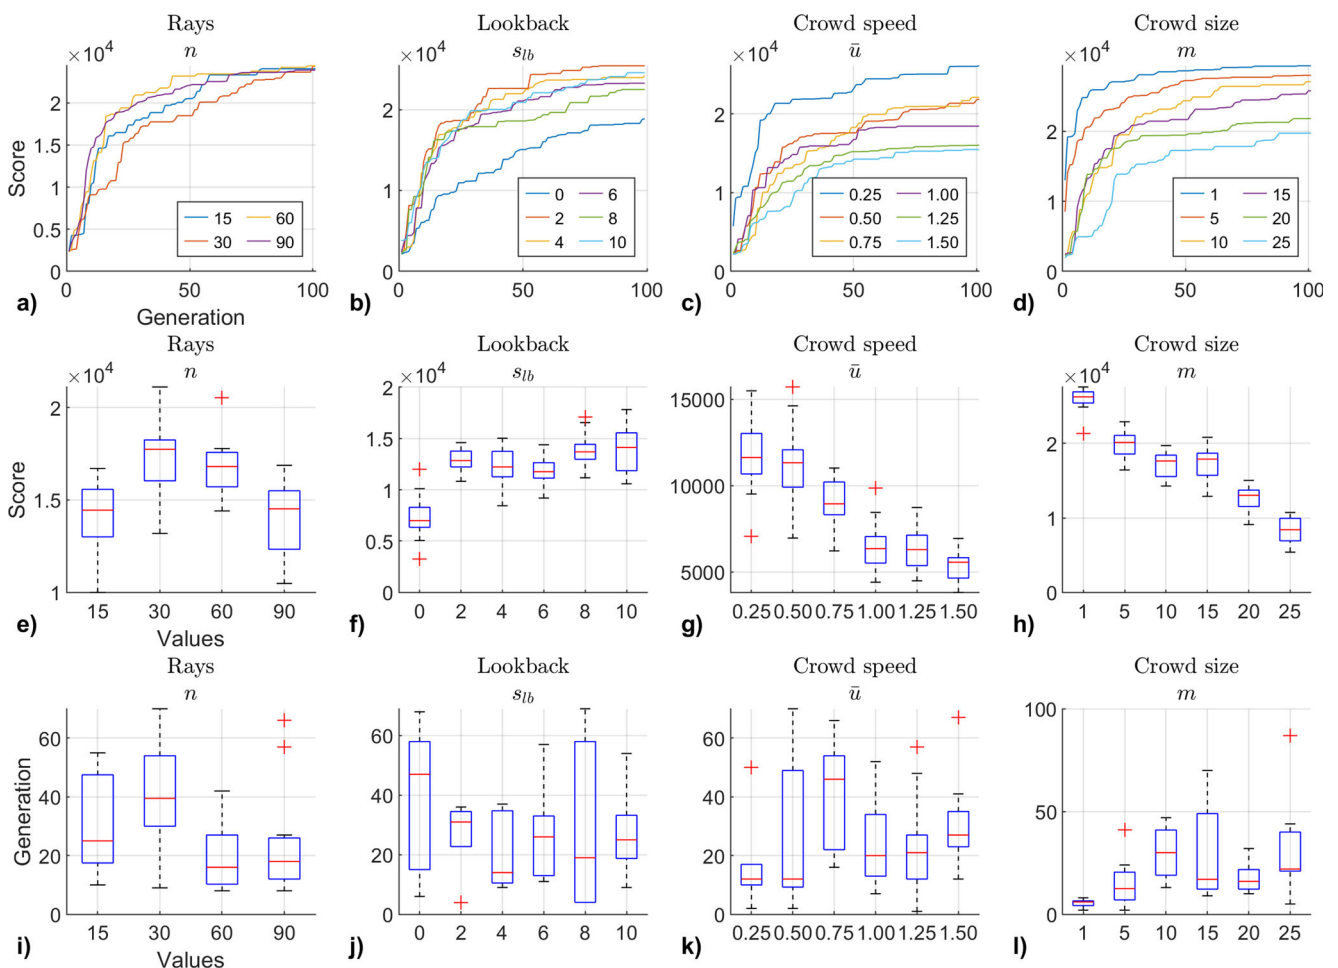 Rays
n
×10⁴
Score
2
1.5
1
0.5
0
15 60
30 90
0 50 100
a)
Generation
Lookback
s_lb
×10⁴
2
1
0
0 6
2 8
4 10
0 50 100
b)
Crowd speed
ū
×10⁴
2
1
0
0.25 1.00
0.50 1.25
0.75 1.50
0 50 100
c)
Crowd size
m
×10⁴
2
1
0
1 15
5 20
10 25
0 50 100
d)
Rays
n
×10⁴
Score
2
1.5
1
15 30 60 90
e)
Values
Lookback
s_lb
×10⁴
2
1.5
1
0.5
0
0 2 4 6 8 10
f)
Crowd speed
ū
15000
10000
5000
0.25 0.50 0.75 1.00 1.25 1.50
g)
Crowd size
m
×10⁴
2
1
0
1 5 10 15 20 25
h)
Rays
n
Generation
60
40
20
0
15 30 60 90
i)
Values
Lookback
s_lb
60
40
20
0
0 2 4 6 8 10
j)
Crowd speed
ū
60
40
20
0
0.25 0.50 0.75 1.00 1.25 1.50
k)
Crowd size
m
100
50
0
1 5 10 15 20 25
l)